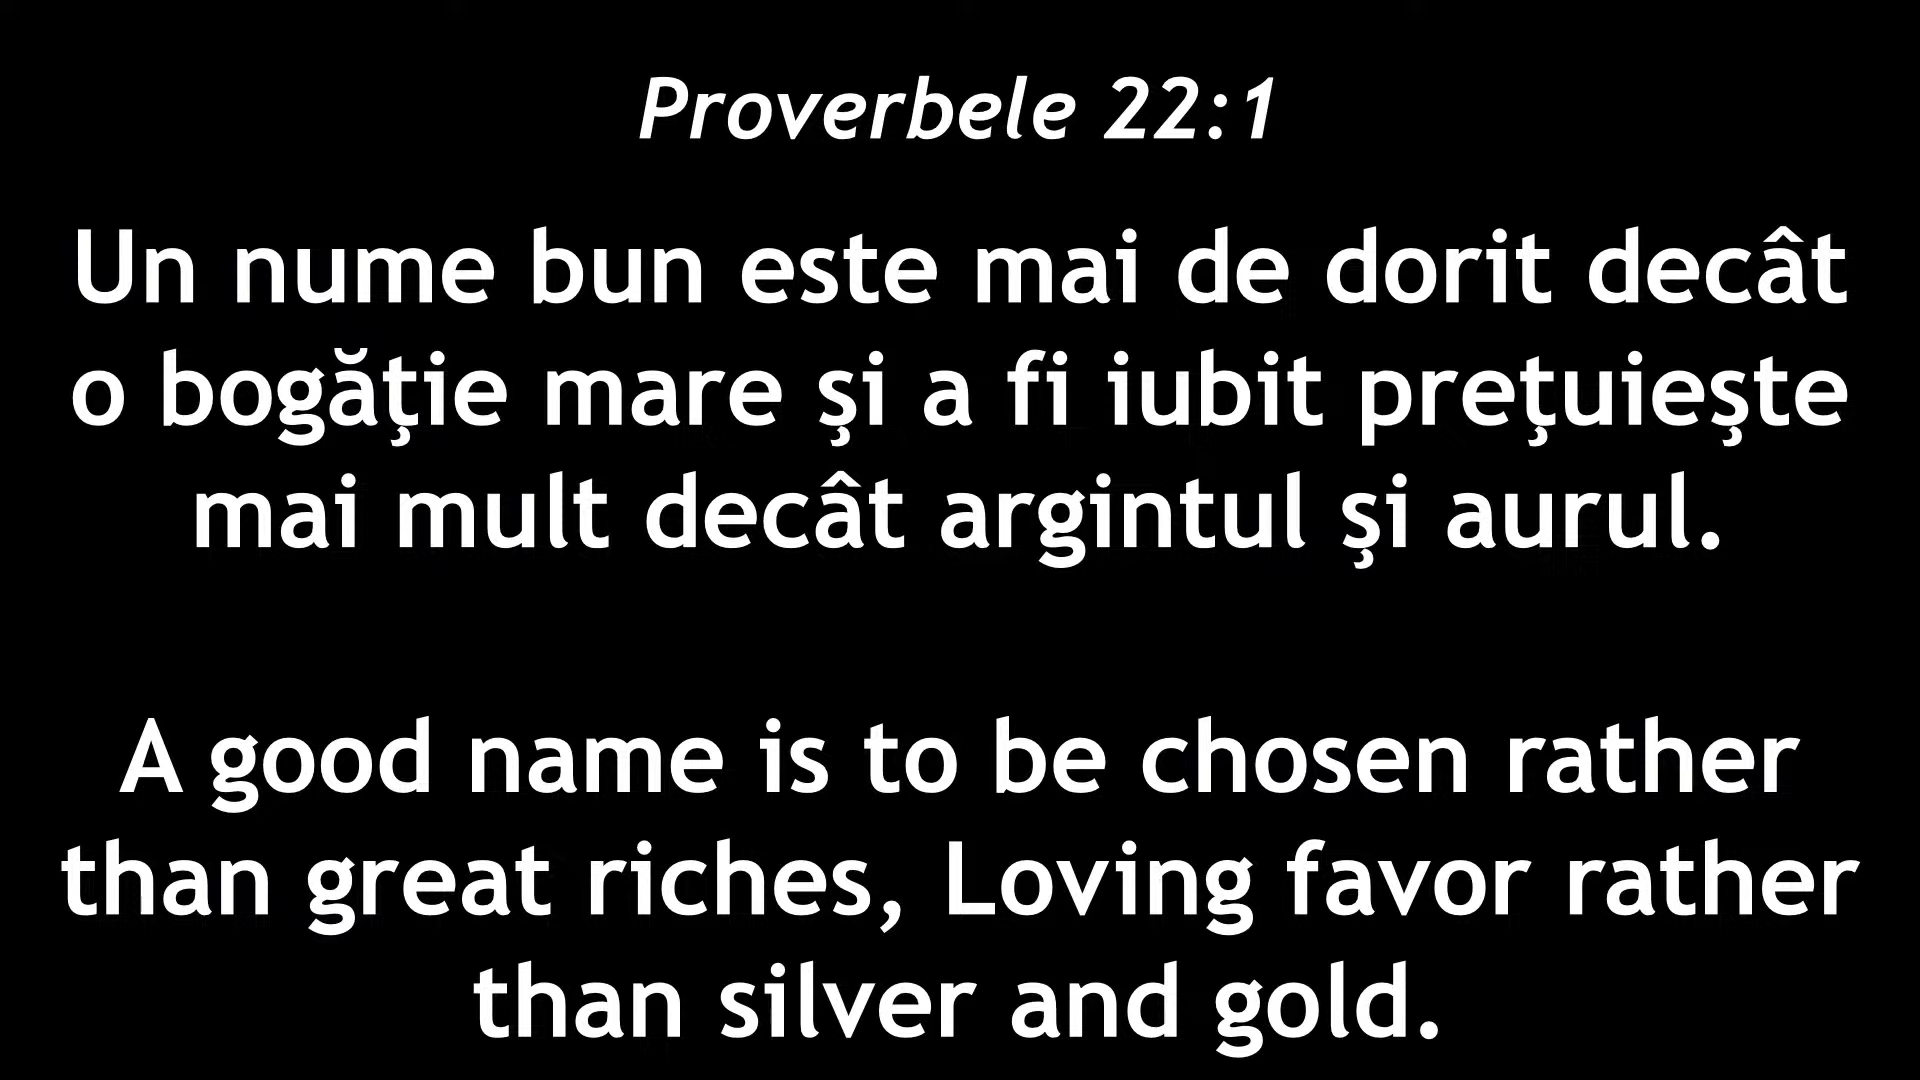 Proverbele 22:1
Un nume bun este mai de dorit decât
o bogăţie mare şi a fi iubit preţuieşte
mai mult decât argintul şi aurul.
A good name is to be chosen rather
than great riches, Loving favor rather
than silver and gold.